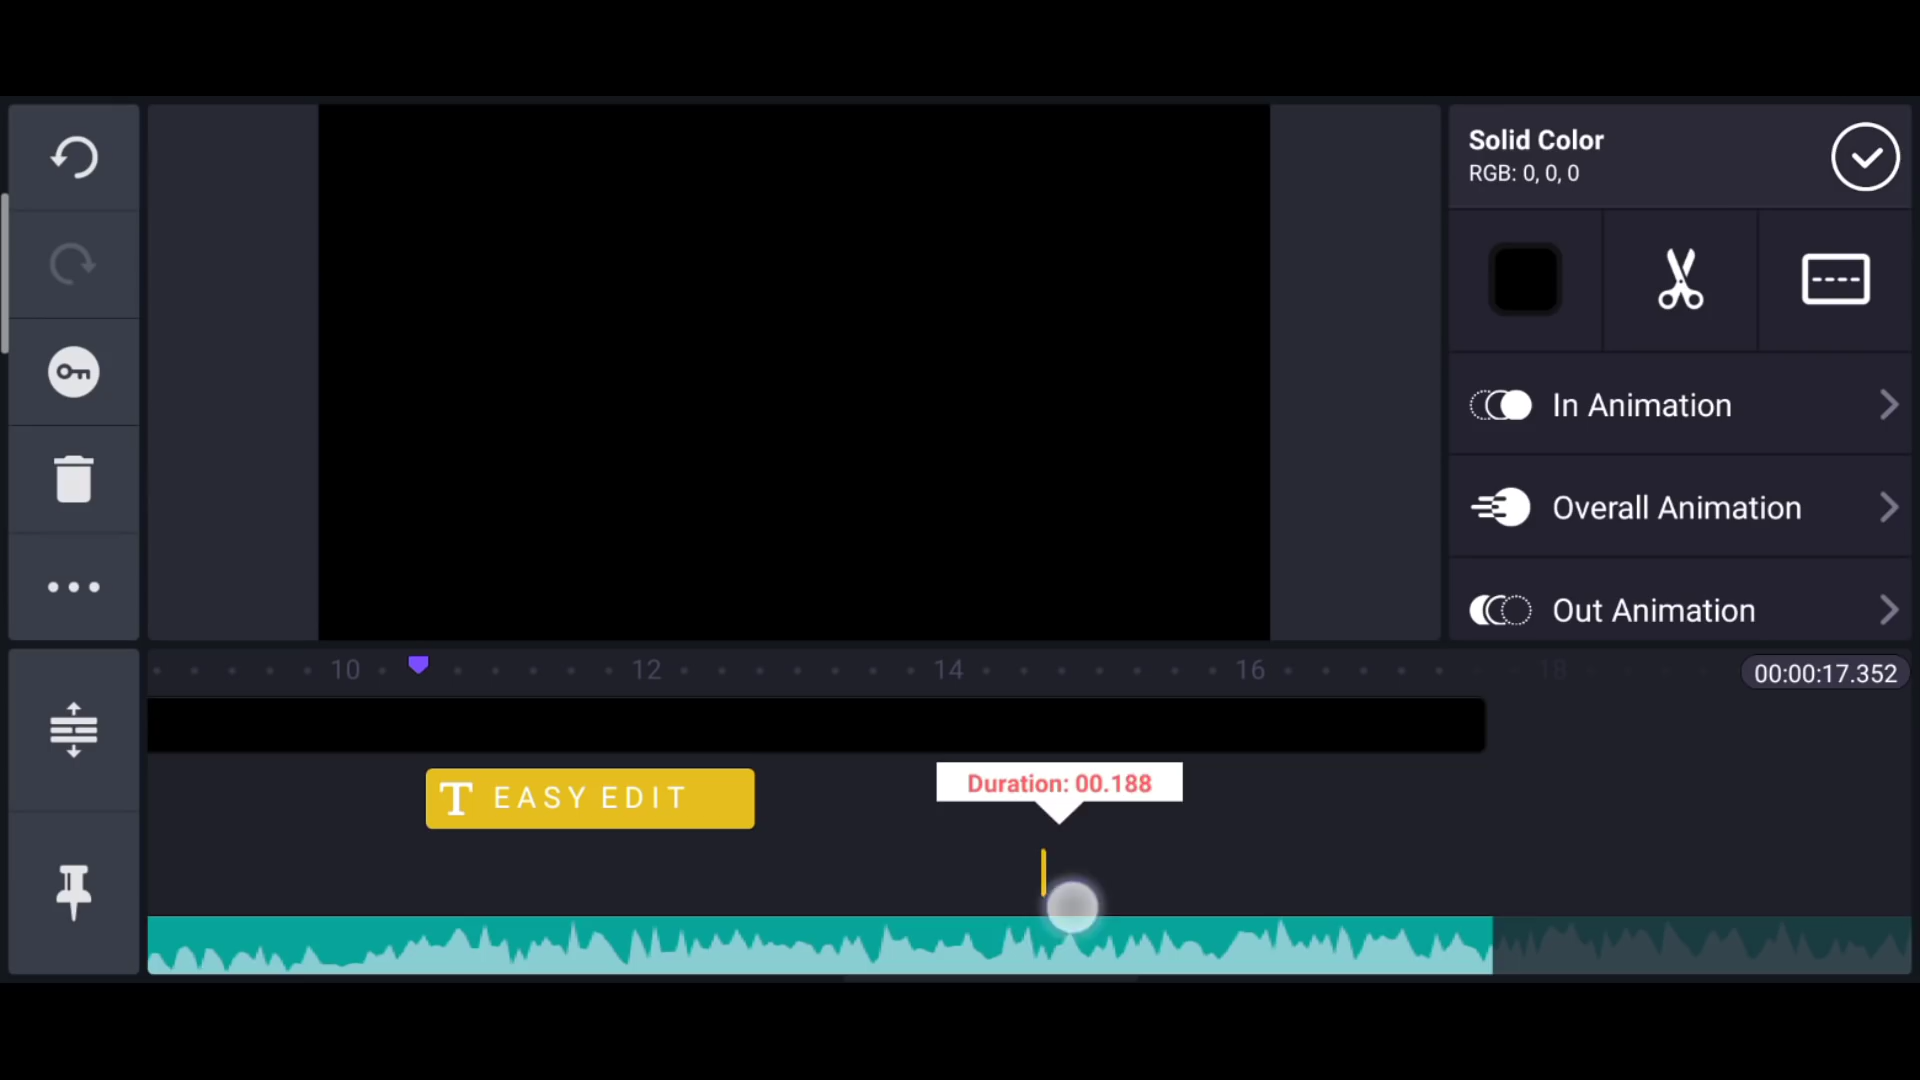 Solid Color
RGB: 0, 0, 0
In Animation
Overall Animation
Out Animation
10 12 14 16 18
00:00:17.352
T EASY EDIT
Duration: 00.188